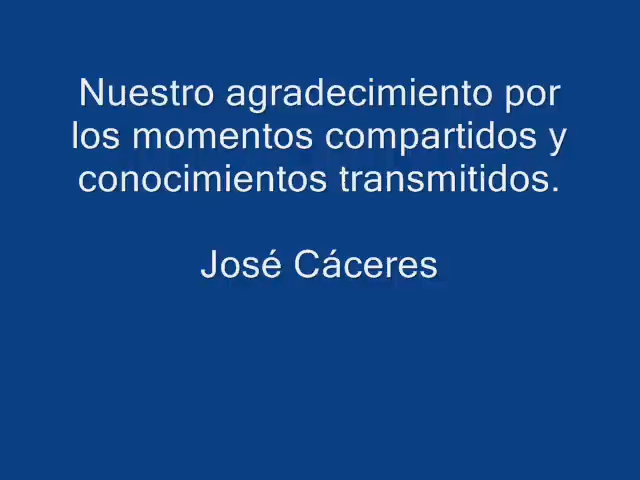 Nuestro agradecimiento por
los momentos compartidos y
conocimientos transmitidos.
José Cáceres